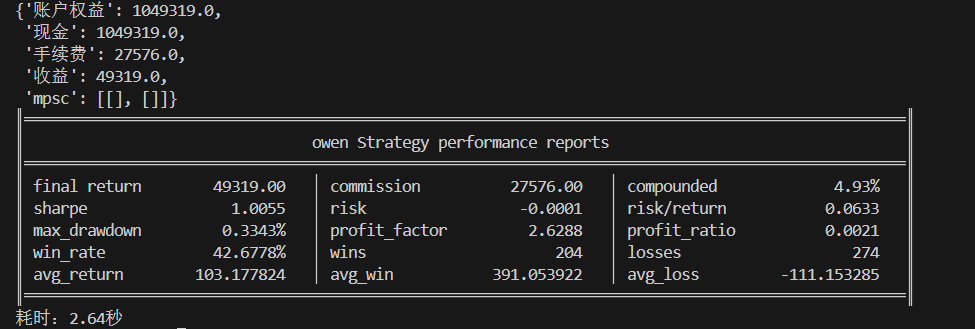 {'账户权益': 1049319.0,
'现金': 1049319.0,
'手续费': 27576.0,
'收益': 49319.0,
'mpsc': [[], []]}
owen Strategy performance reports
final return 49319.00 commission 27576.00 compounded 4.93%
sharpe 1.0055 risk -0.0001 risk/return 0.0633
max_drawdown 0.3343% profit_factor 2.6288 profit_ratio 0.0021
win_rate 42.6778% wins 204 losses 274
avg_return 103.177824 avg_win 391.053922 avg_loss -111.153285
耗时：2.64秒